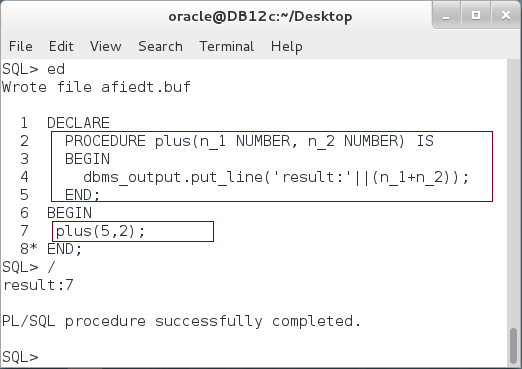 oracle@DB12c:~/Desktop
File Edit View Search Terminal Help
SQL> ed
Wrote file afiedt.buf
1 DECLARE
2 PROCEDURE plus(n_1 NUMBER, n_2 NUMBER) IS
3 BEGIN
4 dbms_output.put_line('result:'||(n_1+n_2));
5 END;
6 BEGIN
7 plus(5,2);
8* END;
SQL> /
result:7
PL/SQL procedure successfully completed.
SQL>